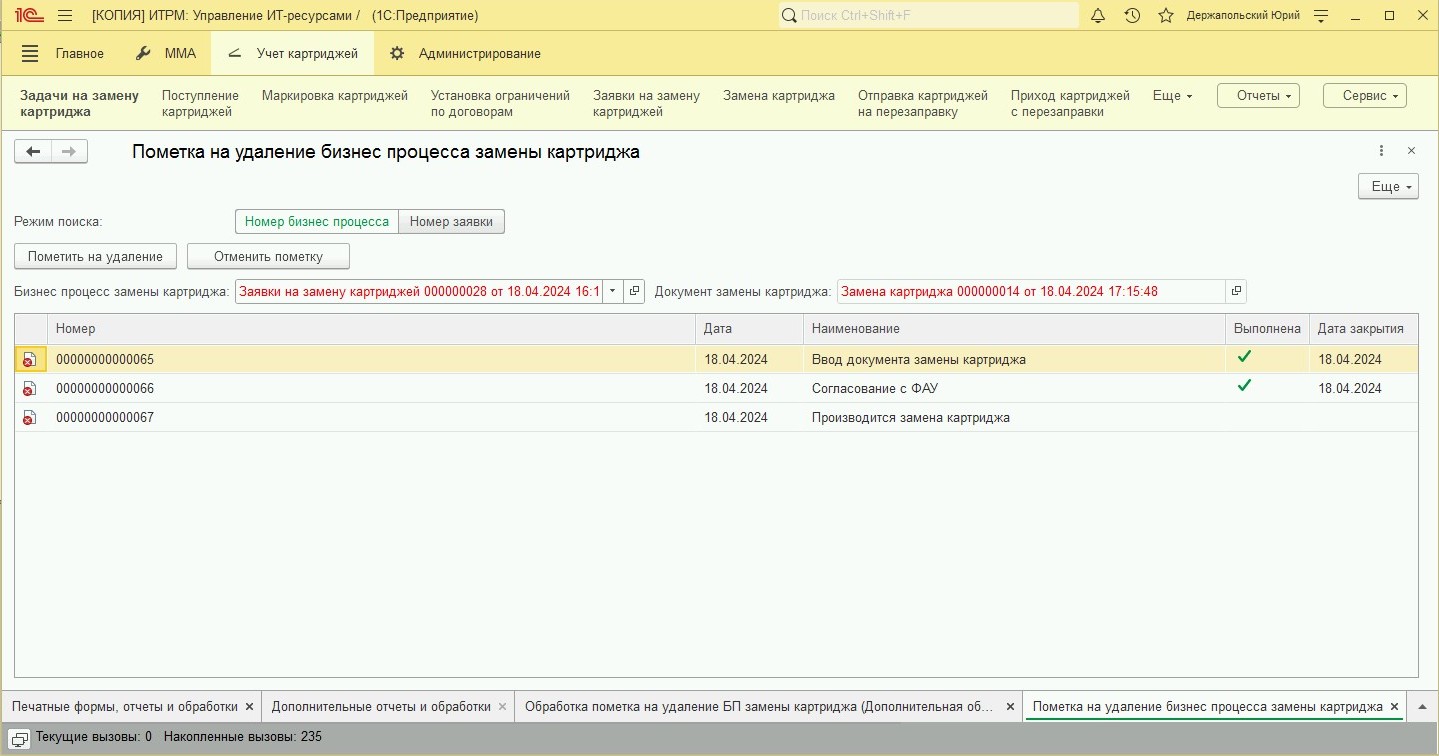 1С [КОПИЯ] ИТРМ: Управление ИТ-ресурсами / (1С:Предприятие) Поиск Ctrl+Shift+F Держапольский Юрий
Главное ММА Учет картриджей Администрирование
Задачи на замену картриджа
Поступление картриджей
Маркировка картриджей
Установка ограничений по договорам
Заявки на замену картриджей
Замена картриджа
Отправка картриджей на перезаправку
Приход картриджей с перезаправки
Еще
Отчеты
Сервис
Пометка на удаление бизнес процесса замены картриджа
Еще
Режим поиска: Номер бизнес процесса Номер заявки
Пометить на удаление Отменить пометку
Бизнес процесс замены картриджа: Заявки на замену картриджей 000000028 от 18.04.2024 16:1 Документ замены картриджа: Замена картриджа 000000014 от 18.04.2024 17:15:48
Номер Дата Наименование Выполнена Дата закрытия
00000000000065 18.04.2024 Ввод документа замены картриджа 18.04.2024
00000000000066 18.04.2024 Согласование с ФАУ 18.04.2024
00000000000067 18.04.2024 Производится замена картриджа
Печатные формы, отчеты и обработки Дополнительные отчеты и обработки Обработка пометка на удаление БП замены картриджа (Дополнительная об... Пометка на удаление бизнес процесса замены картриджа
Текущие вызовы: 0 Накопленные вызовы: 235